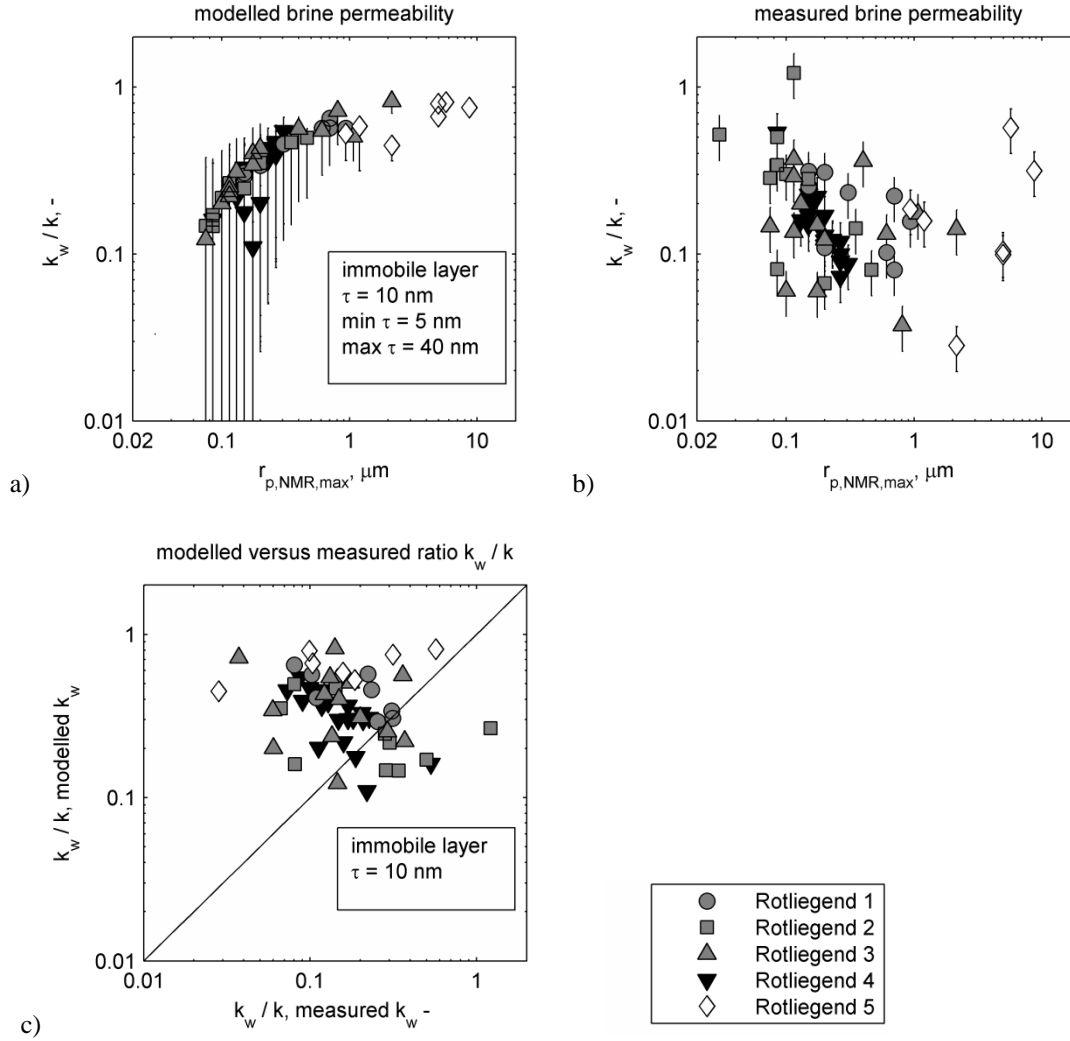 modelled brine permeability
k_w / k, -
1
0.1
0.01
0.02
0.1
1
10
r_p,NMR,max, μm
immobile layer
τ = 10 nm
min τ = 5 nm
max τ = 40 nm
a)
measured brine permeability
k_w / k, -
1
0.1
0.01
0.02
0.1
1
10
r_p,NMR,max, μm
b)
modelled versus measured ratio k_w / k
k_w / k, modelled k_w
1
0.1
0.01
0.01
0.1
1
k_w / k, measured k_w -
immobile layer
τ = 10 nm
c)
Rotliegend 1
Rotliegend 2
Rotliegend 3
Rotliegend 4
Rotliegend 5